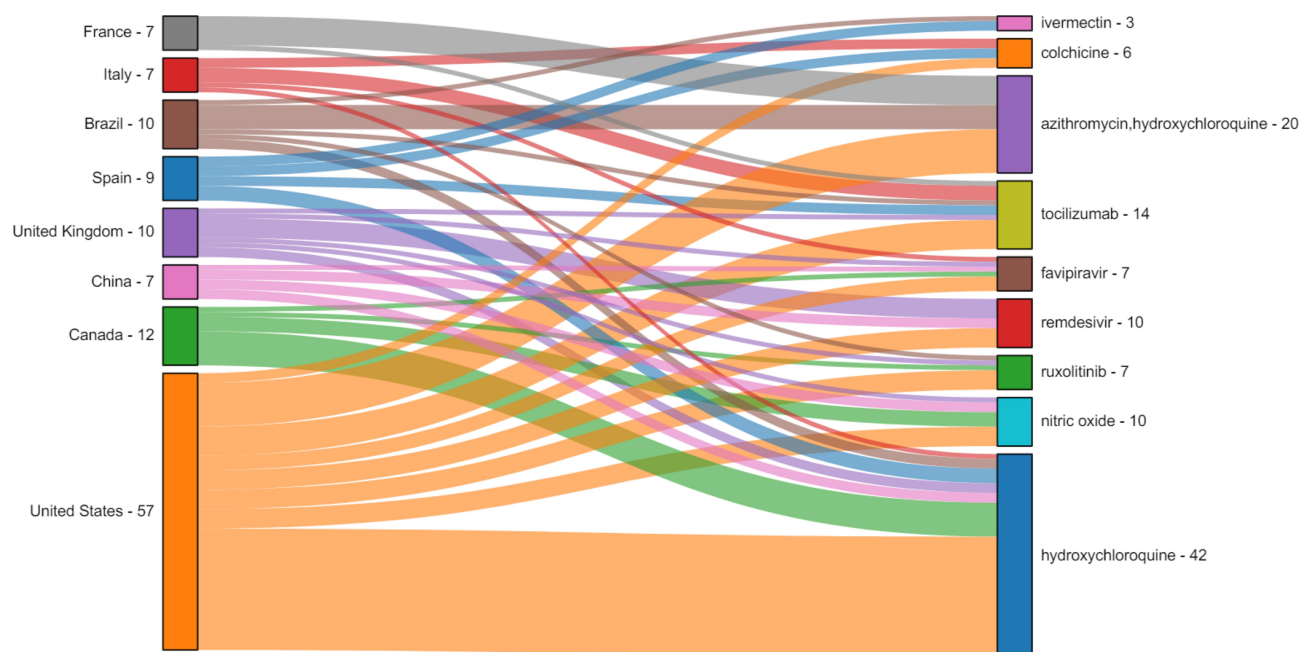 France - 7
Italy - 7
Brazil - 10
Spain - 9
United Kingdom - 10
China - 7
Canada - 12
United States - 57
ivermectin - 3
colchicine - 6
azithromycin,hydroxychloroquine - 20
tocilizumab - 14
favipiravir - 7
remdesivir - 10
ruxolitinib - 7
nitric oxide - 10
hydroxychloroquine - 42